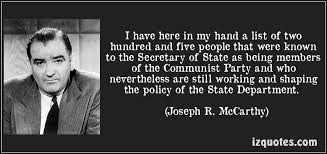 I have here in my hand a list of two
hundred and five people that were known
to the Secretary of State as being members
of the Communist Party and who
nevertheless are still working and shaping
the policy of the State Department.
(Joseph R. McCarthy)
izquotes.com